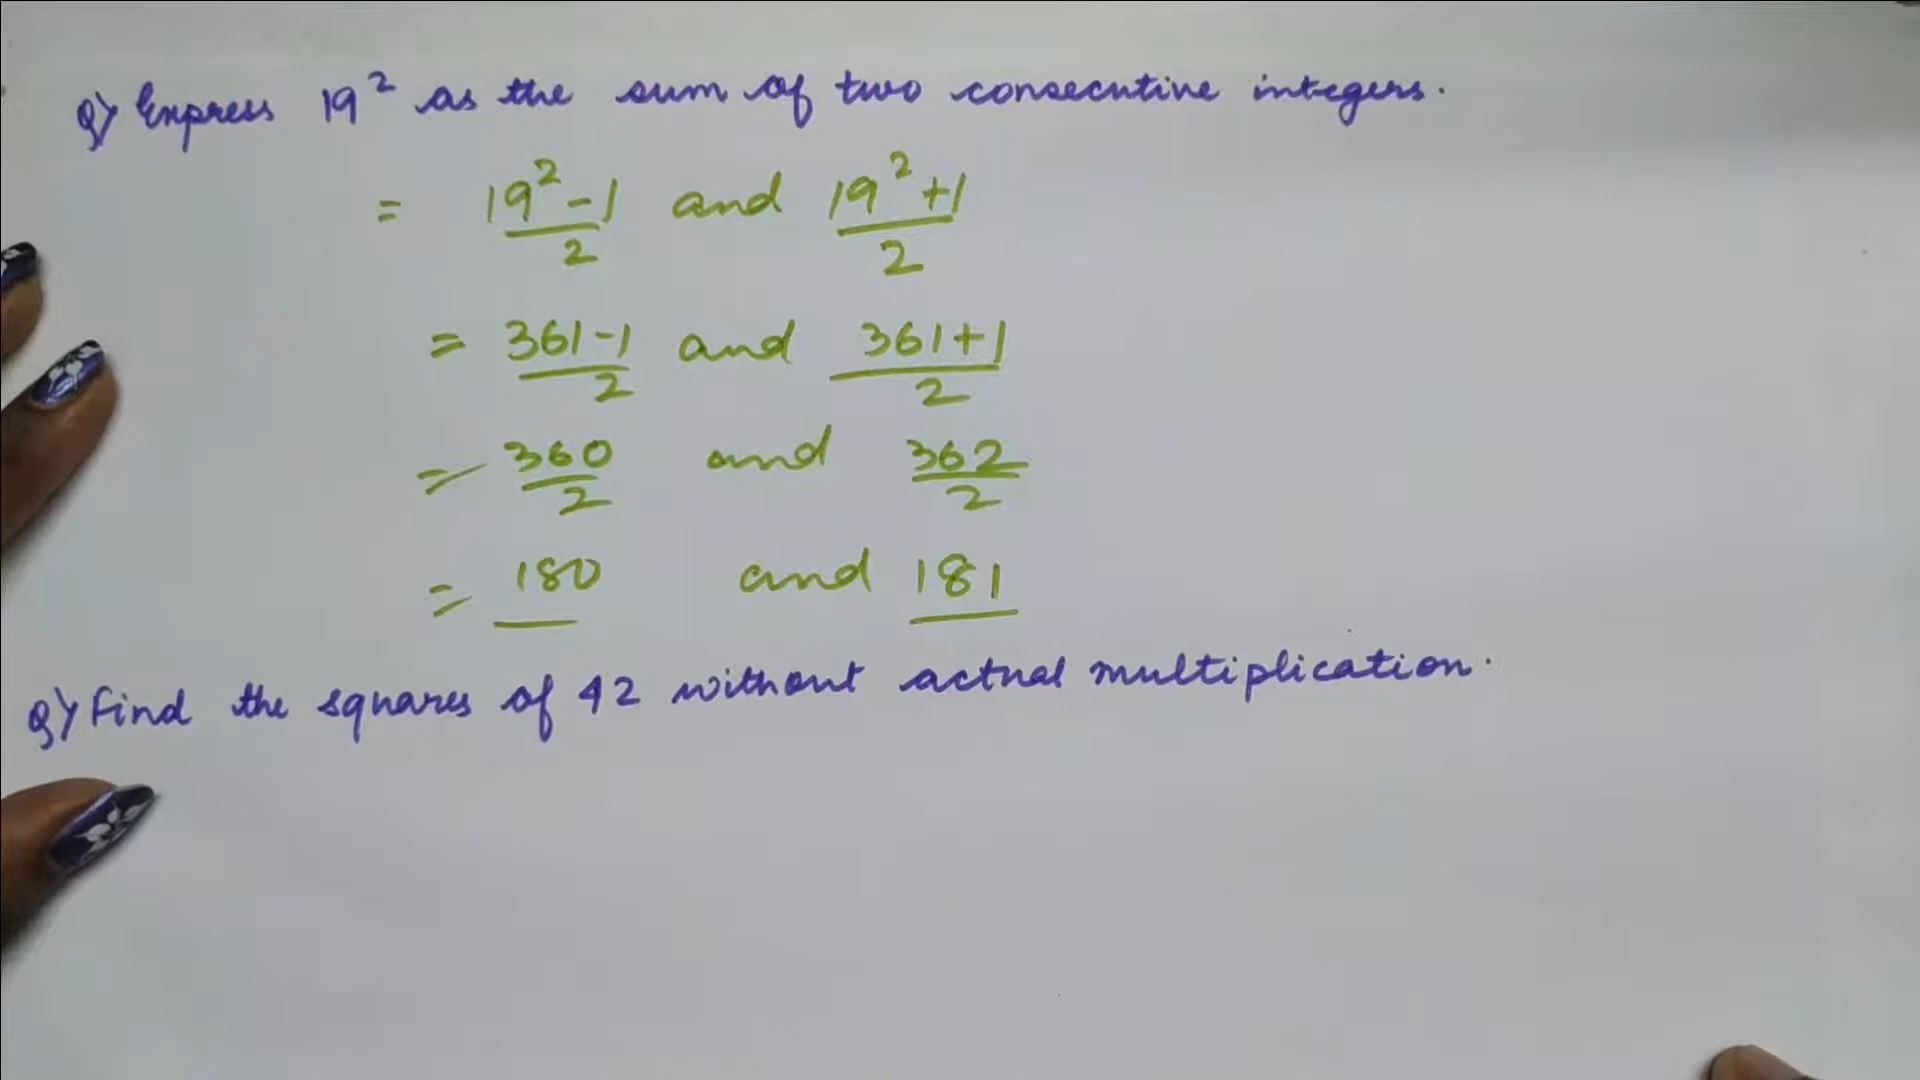 Q) Express 19² as the sum of two consecutive integers.
= 19²-1/2 and 19²+1/2
= 361-1/2 and 361+1/2
= 360/2 and 362/2
= 180 and 181
Q) Find the squares of 42 without actual multiplication.